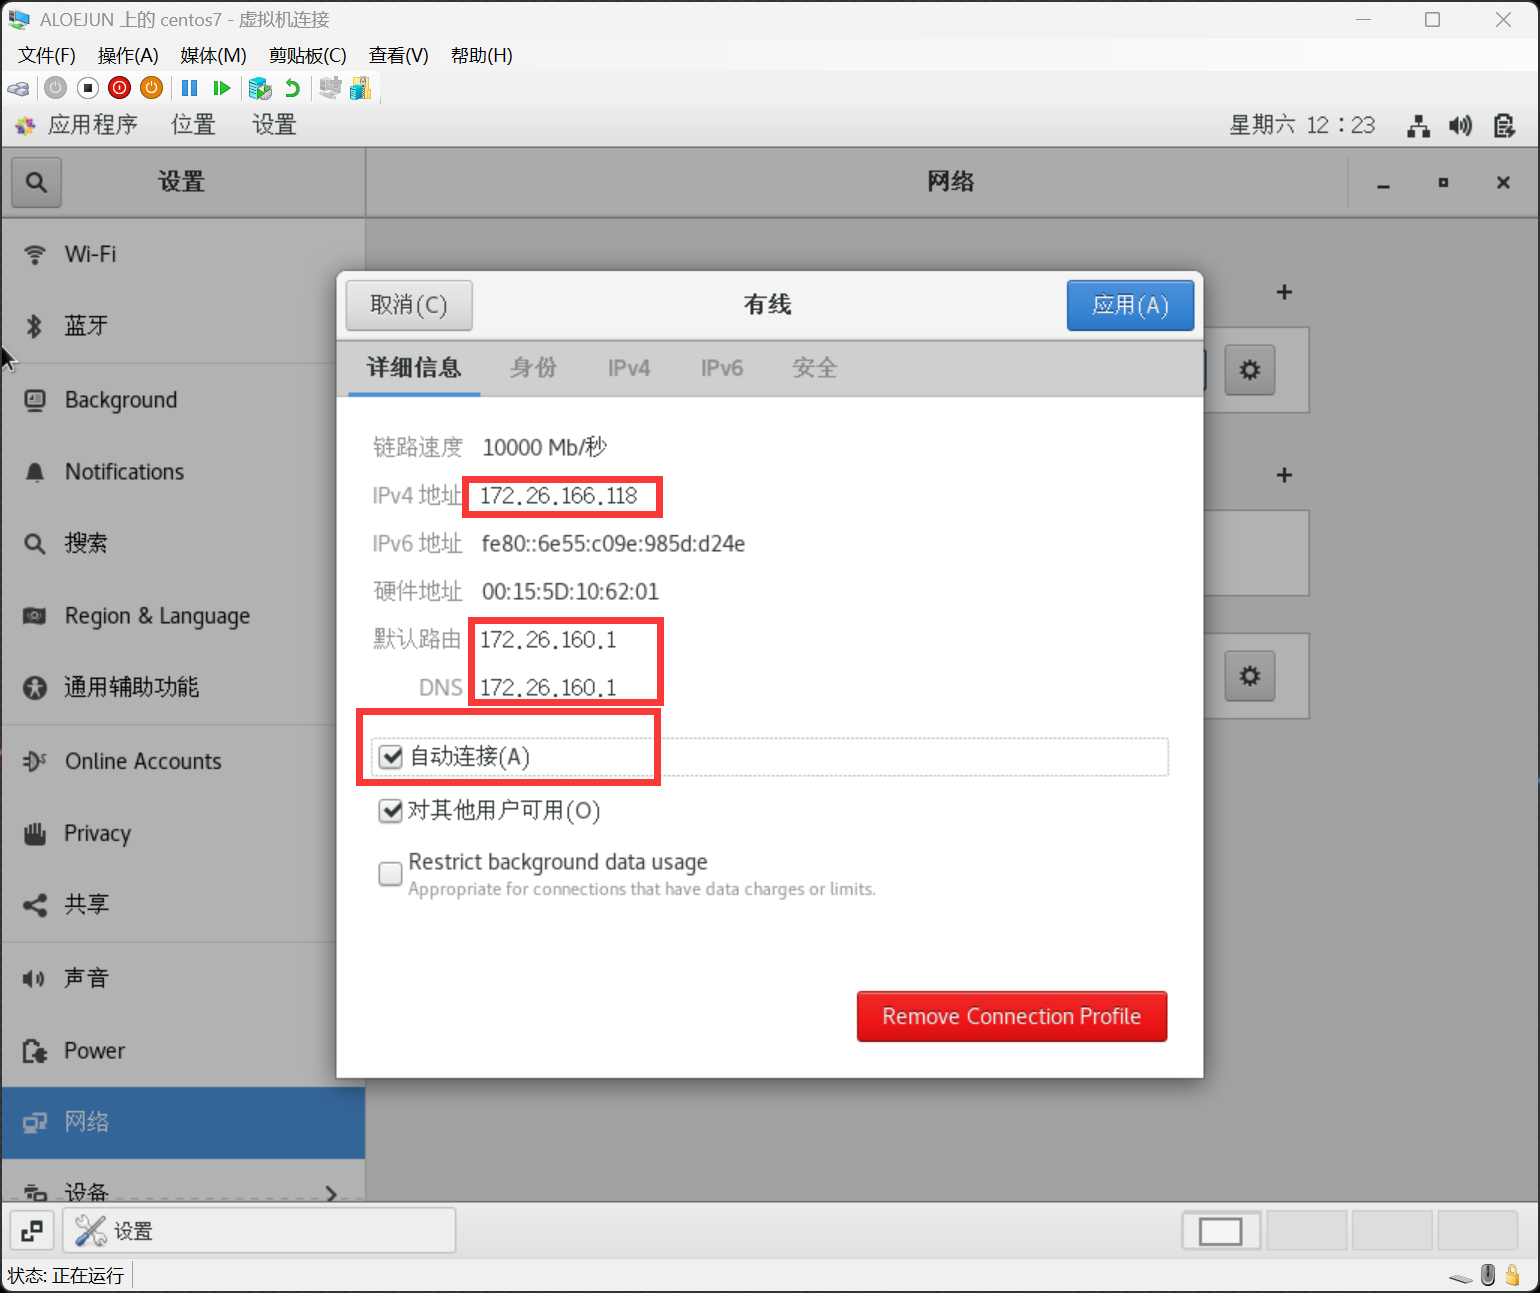 ALOEJUN 上的 centos7 - 虚拟机连接
文件(F) 操作(A) 媒体(M) 剪贴板(C) 查看(V) 帮助(H)
应用程序 位置 设置 星期六 12：23
设置 网络
Wi-Fi
蓝牙
Background
Notifications
搜索
Region & Language
通用辅助功能
Online Accounts
Privacy
共享
声音
Power
网络
设备
取消(C) 有线 应用(A)
详细信息 身份 IPv4 IPv6 安全
链路速度 10000 Mb/秒
IPv4 地址 172.26.166.118
IPv6 地址 fe80::6e55:c09e:985d:d24e
硬件地址 00:15:5D:10:62:01
默认路由 172.26.160.1
DNS 172.26.160.1
自动连接(A)
对其他用户可用(O)
Restrict background data usage
Appropriate for connections that have data charges or limits.
Remove Connection Profile
设置
状态: 正在运行